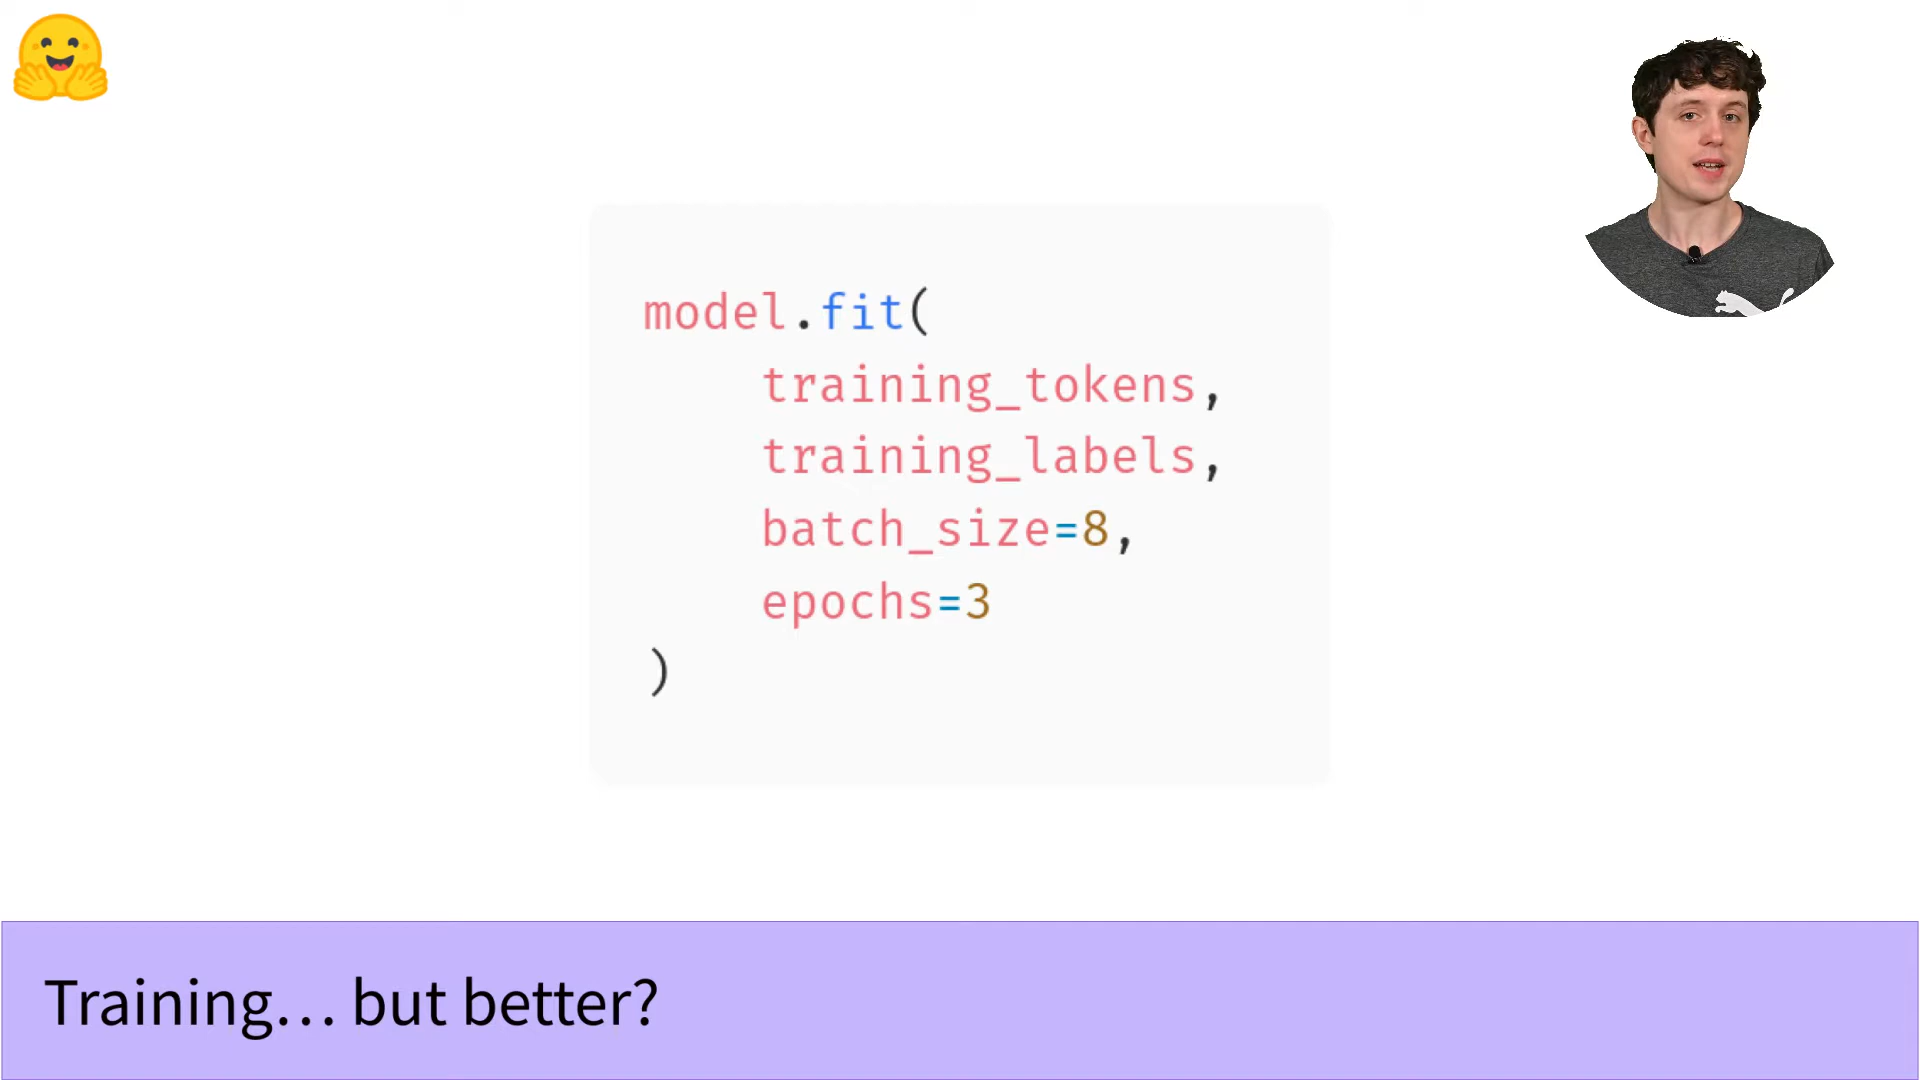 model.fit(
    training_tokens,
    training_labels,
    batch_size=8,
    epochs=3
)
Training… but better?